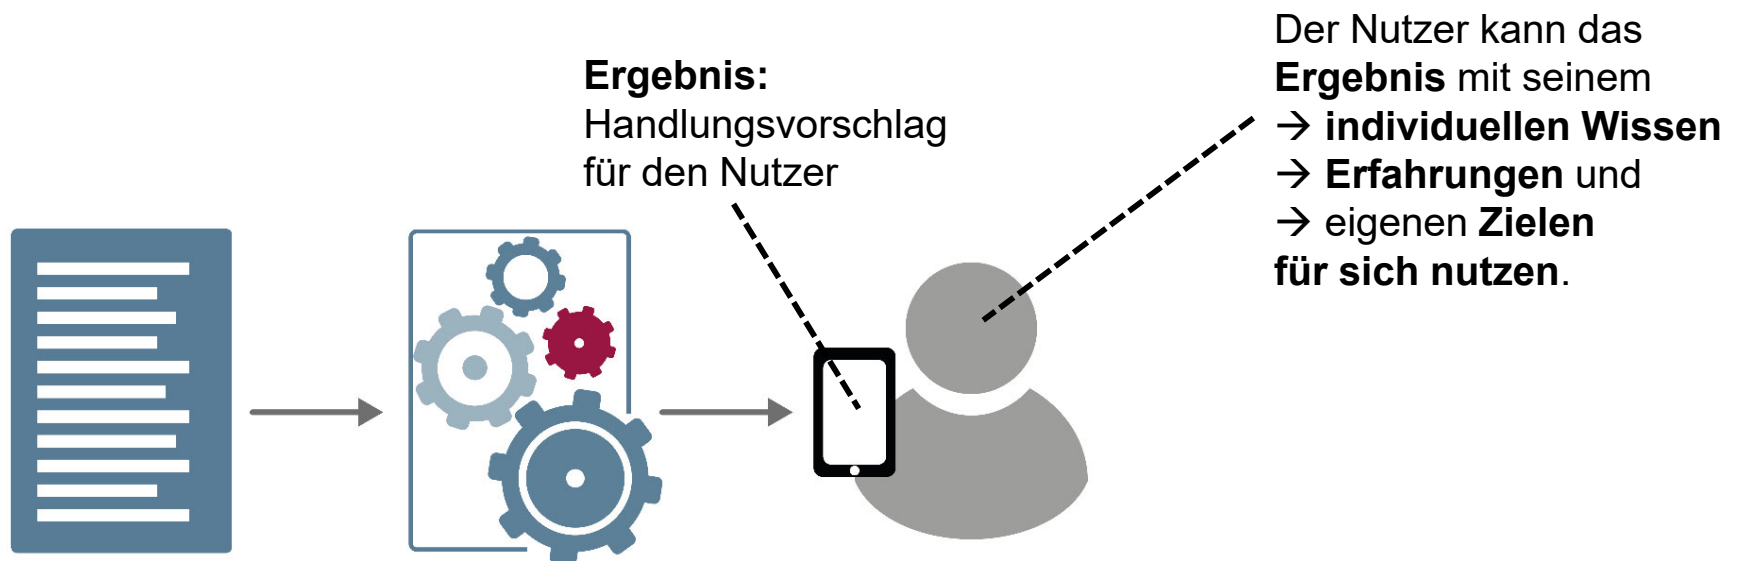 Ergebnis:
Handlungsvorschlag
für den Nutzer
Der Nutzer kann das
Ergebnis mit seinem
→ individuellen Wissen
→ Erfahrungen und
→ eigenen Zielen
für sich nutzen.